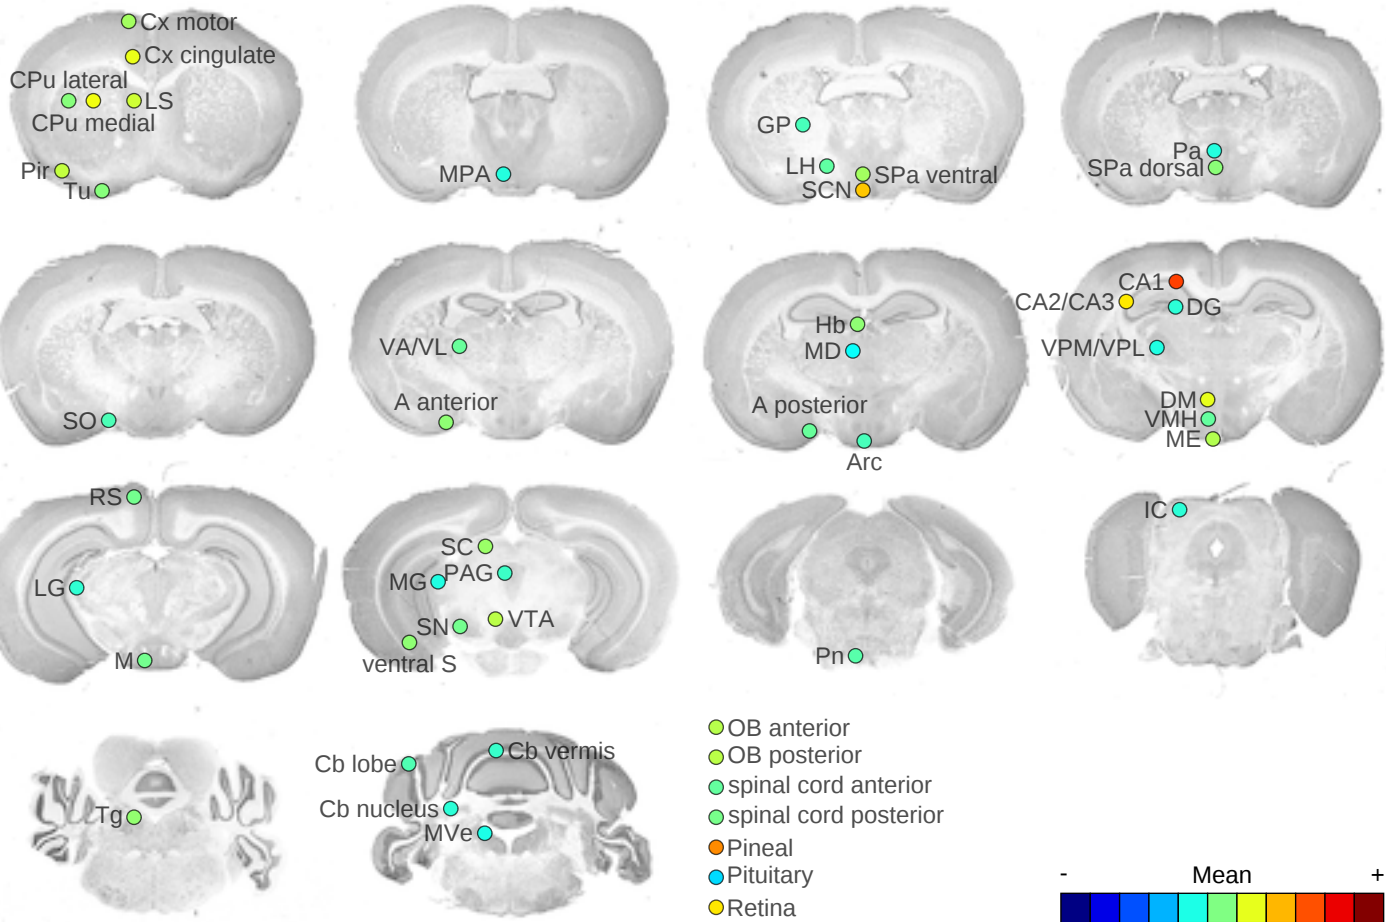 Cx motor
Cx cingulate
CPu lateral
LS
CPu medial
Pir
Tu
MPA
GP
LH
SPa ventral
SCN
Pa
SPa dorsal
SO
VA/VL
A anterior
Hb
MD
A posterior
Arc
CA1
CA2/CA3
DG
VPM/VPL
DM
VMH
ME
RS
LG
M
SC
MG
PAG
SN
VTA
ventral S
Pn
IC
Tg
Cb lobe
Cb vermis
Cb nucleus
MVe
OB anterior
OB posterior
spinal cord anterior
spinal cord posterior
Pineal
Pituitary
Retina
- Mean +